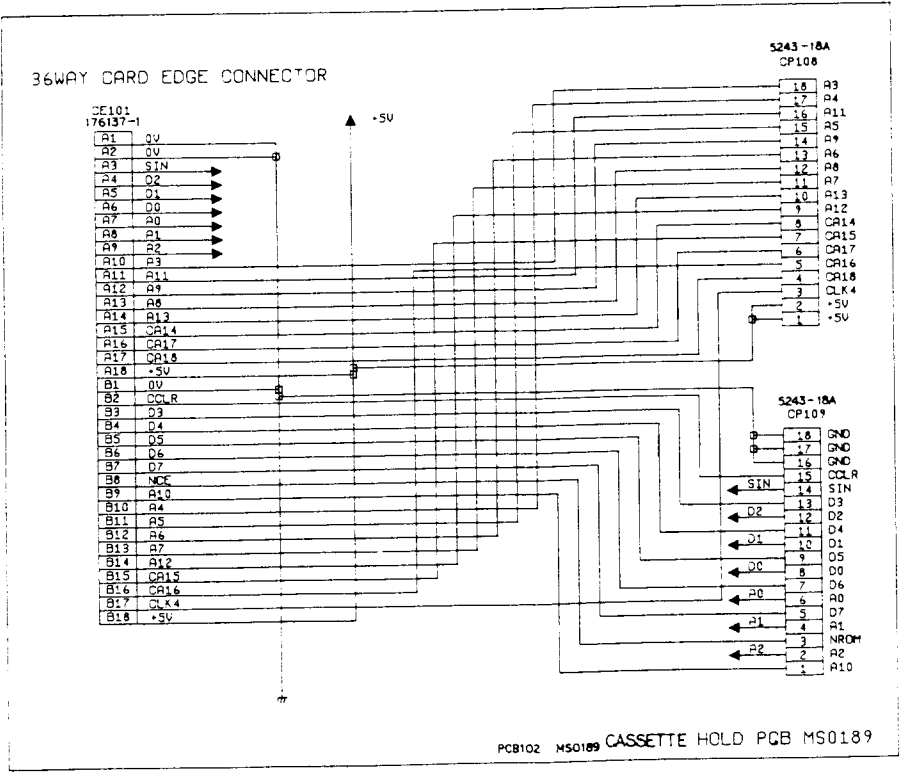 36WAY CARD EDGE CONNECTOR
CE101
176137-1
A1 0V
A2 0V
A3 SIN
A4 D2
A5 D1
A6 D0
A7 A0
A8 A1
A9 A2
A10 A3
A11 A11
A12 A9
A13 A8
A14 A13
A15 CA14
A16 CA17
A17 CA18
A18 +5V
B1 0V
B2 CCLR
B3 D3
B4 D4
B5 D5
B6 D6
B7 D7
B8 NCE
B9 A10
B10 A4
B11 A5
B12 A6
B13 A7
B14 A12
B15 CA15
B16 CA16
B17 CLK4
B18 +5V
+5V
5243-18A
CP108
18 A3
17 A4
16 A11
15 A5
14 A9
13 A6
12 A8
11 A7
10 A13
9 A12
8 CA14
7 CA15
6 CA17
5 CA16
4 CA18
3 CLK4
2 +5V
1 +5V
5243-18A
CP109
18 GND
17 GND
16 GND
15 CCLR
SIN 14 SIN
13 D3
D2 12 D2
11 D4
D1 10 D1
9 D5
D0 8 D0
7 D6
A0 6 A0
5 D7
A1 4 A1
3 NROM
A2 2 A2
1 A10
PCB102 MS0189 CASSETTE HOLD PCB MS0189